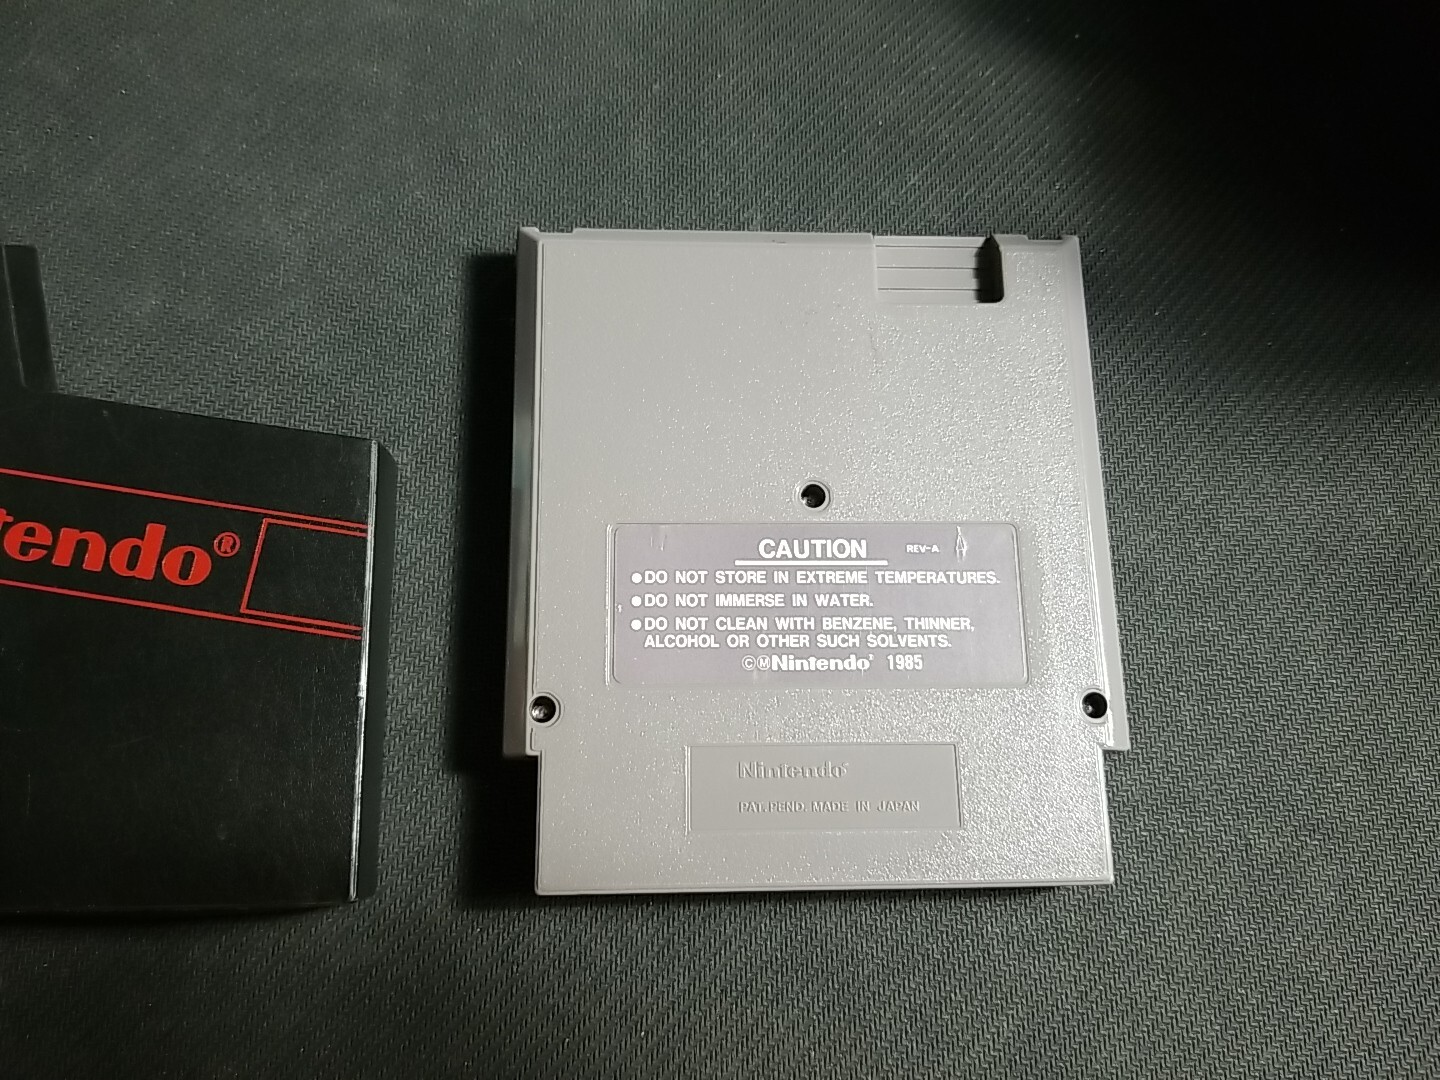 tendo®
CAUTION REV-A
●DO NOT STORE IN EXTREME TEMPERATURES.
●DO NOT IMMERSE IN WATER.
●DO NOT CLEAN WITH BENZENE, THINNER,
ALCOHOL OR OTHER SUCH SOLVENTS.
©ⓂNintendo® 1985
Nintendo®
PAT. PEND. MADE IN JAPAN